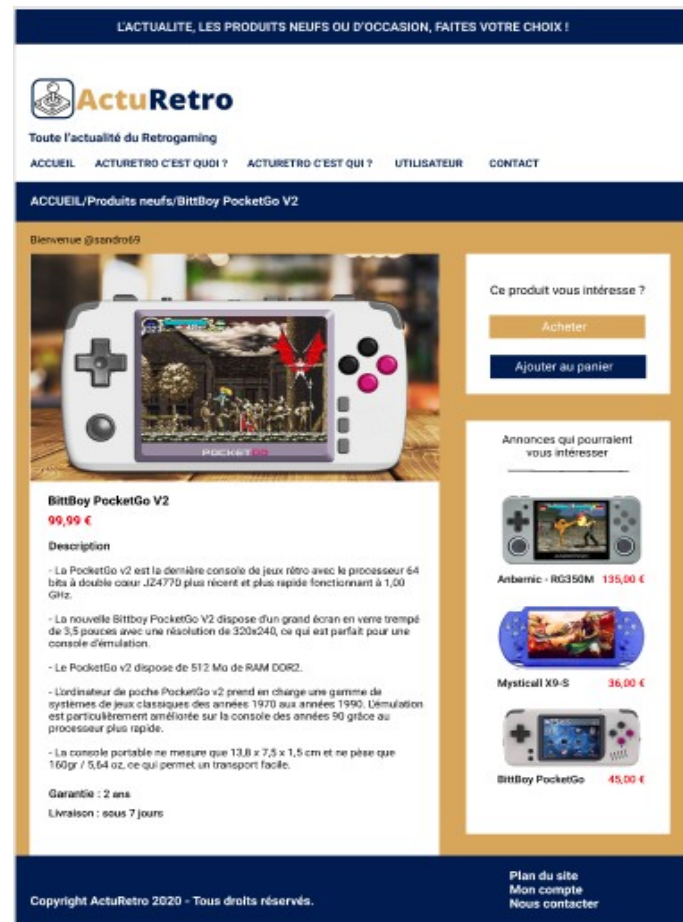 L'ACTUALITE, LES PRODUITS NEUFS OU D'OCCASION, FAITES VOTRE CHOIX !
ActuRetro
Toute l'actualité du Retrogaming
ACCUEIL ACTURETRO C'EST QUOI ? ACTURETRO C'EST QUI ? UTILISATEUR CONTACT
ACCUEIL/Produits neufs/BittBoy PocketGo V2
Bienvenue @sandro69
POCKETGO
BittBoy PocketGo V2
99,99 €
Description
- La PocketGo v2 est la dernière console de jeux rétro avec le processeur 64
bits à double cœur JZ4770 plus récent et plus rapide fonctionnant à 1,00
GHz.
- La nouvelle Bittboy PocketGo V2 dispose d'un grand écran en verre trempé
de 3,5 pouces avec une résolution de 320x240, ce qui est parfait pour une
console d'émulation.
- Le PocketGo v2 dispose de 512 Mo de RAM DDR2.
- L'ordinateur de poche PocketGo v2 prend en charge une gamme de
systèmes de jeux classiques des années 1970 aux années 1990. L'émulation
est particulièrement améliorée sur la console des années 90 grâce au
processeur plus rapide.
- La console portable ne mesure que 13,8 x 7,5 x 1,5 cm et ne pèse que
160gr / 5,64 oz, ce qui permet un transport facile.
Garantie : 2 ans
Livraison : sous 7 jours
Ce produit vous intéresse ?
Acheter
Ajouter au panier
Annonces qui pourraient
vous intéresser
Anbernic - RG350M 135,00 €
Mysticall X9-S 36,00 €
BittBoy PocketGo 45,00 €
Copyright ActuRetro 2020 - Tous droits réservés.
Plan du site
Mon compte
Nous contacter